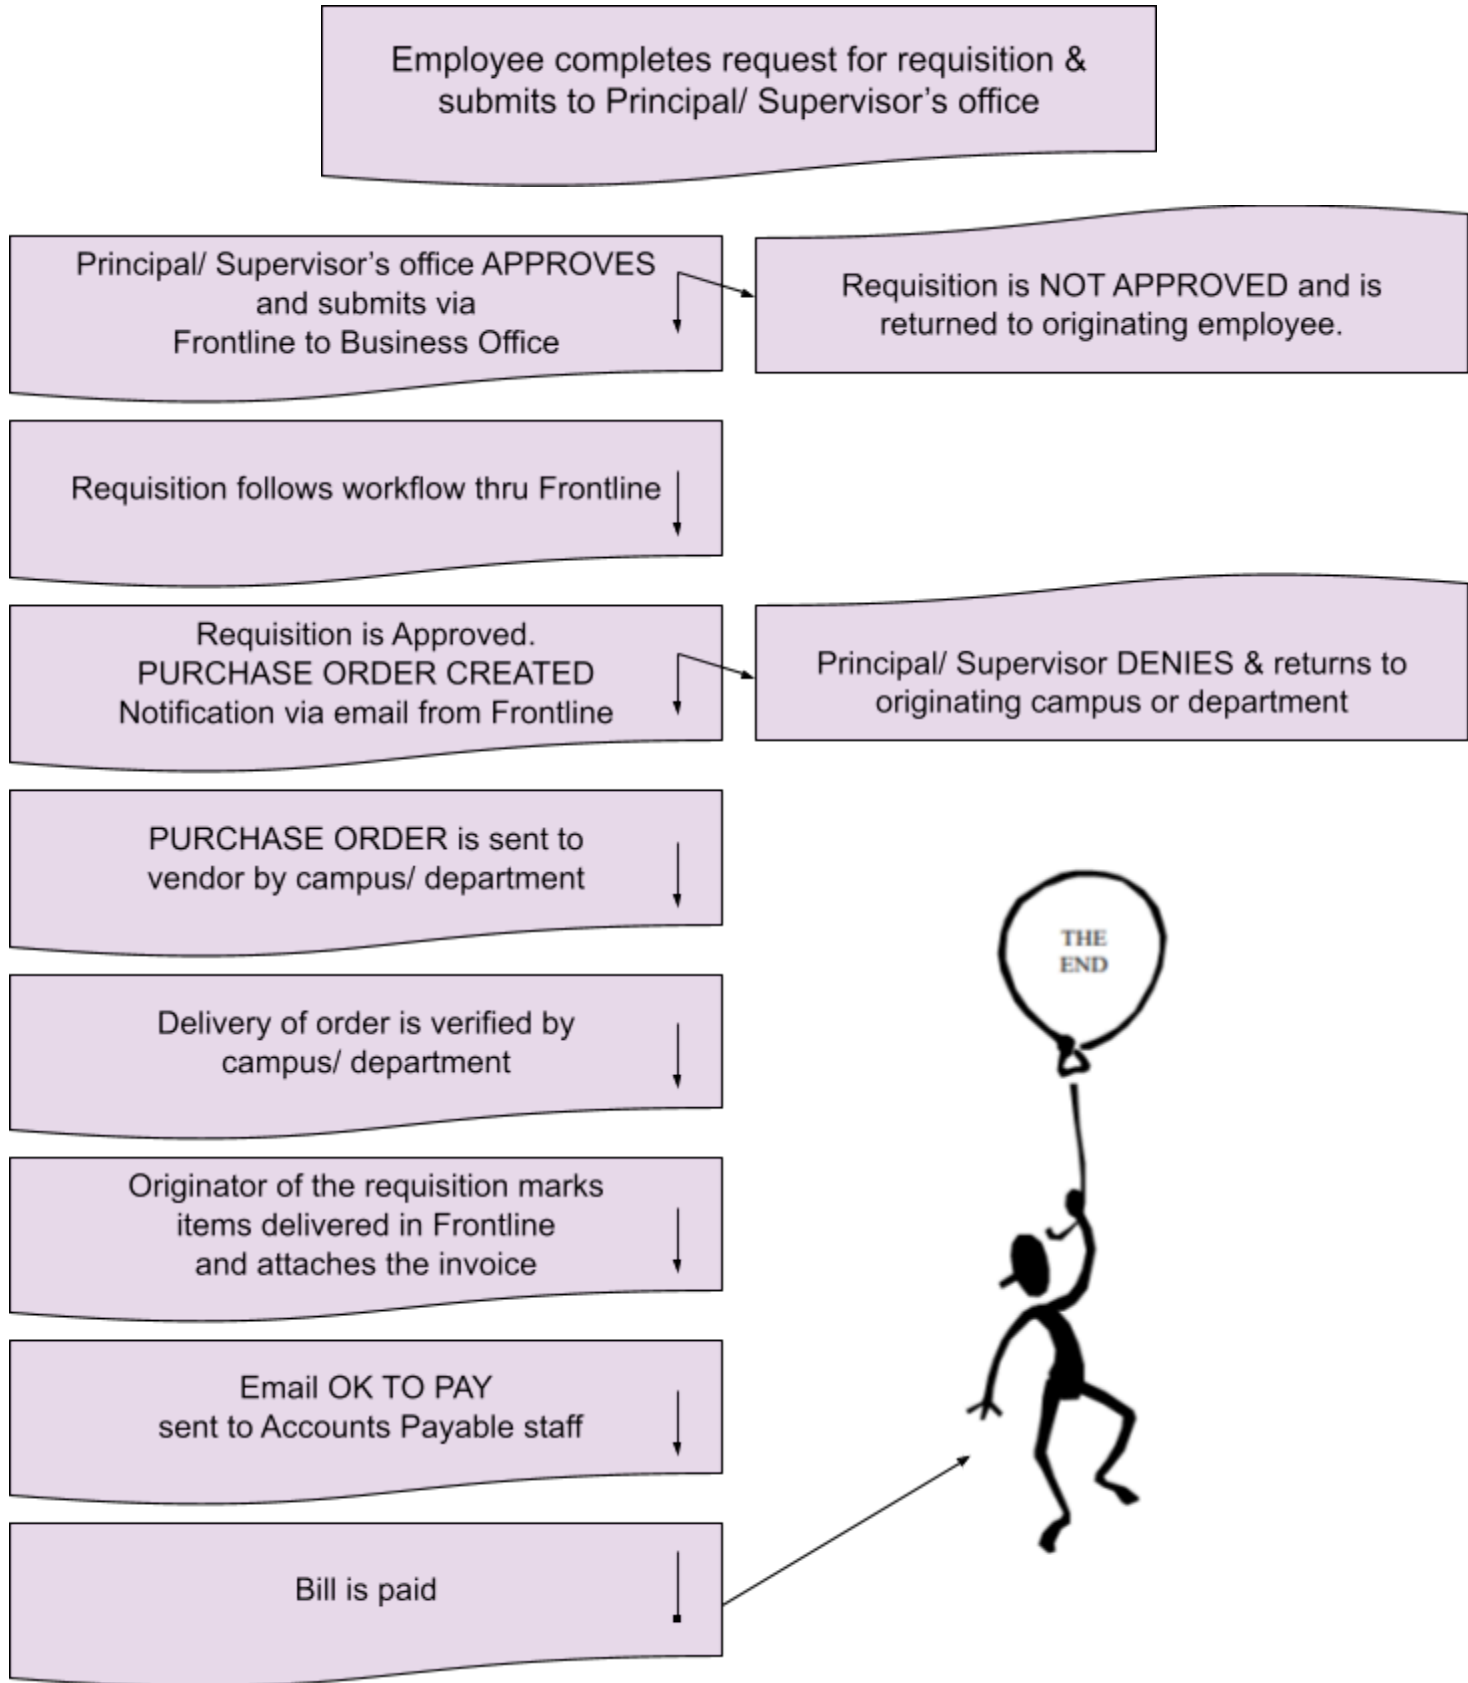 Employee completes request for requisition &
submits to Principal/ Supervisor’s office
Principal/ Supervisor’s office APPROVES
and submits via
Frontline to Business Office
Requisition is NOT APPROVED and is
returned to originating employee.
Requisition follows workflow thru Frontline
Requisition is Approved.
PURCHASE ORDER CREATED
Notification via email from Frontline
Principal/ Supervisor DENIES & returns to
originating campus or department
PURCHASE ORDER is sent to
vendor by campus/ department
THE
END
Delivery of order is verified by
campus/ department
Originator of the requisition marks
items delivered in Frontline
and attaches the invoice
Email OK TO PAY
sent to Accounts Payable staff
Bill is paid